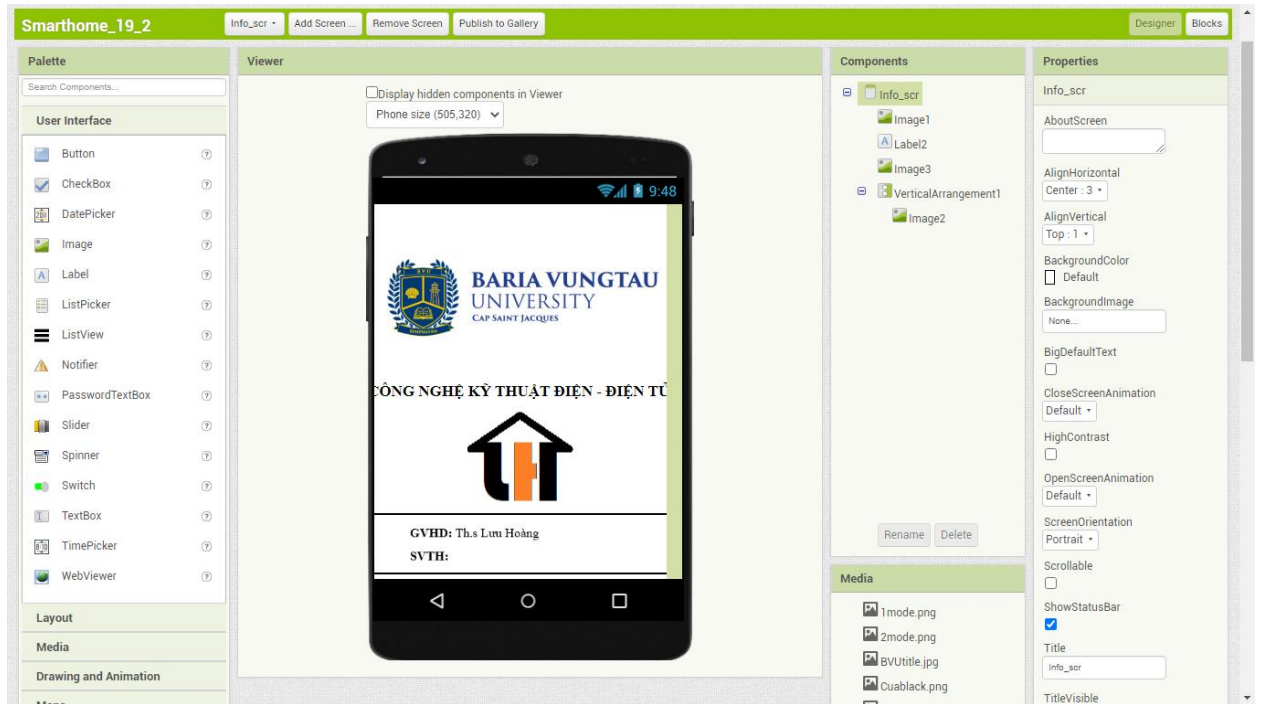 Smarthome_19_2
Info_scr
Add Screen ...
Remove Screen
Publish to Gallery
Designer
Blocks
Palette
Search Components...
User Interface
Button
CheckBox
DatePicker
Image
Label
ListPicker
ListView
Notifier
PasswordTextBox
Slider
Spinner
Switch
TextBox
TimePicker
WebViewer
Layout
Media
Drawing and Animation
Viewer
Display hidden components in Viewer
Phone size (505,320)
9:48
BVU
BARIA VUNGTAU
UNIVERSITY
CAP SAINT JACQUES
CÔNG NGHỆ KỸ THUẬT ĐIỆN - ĐIỆN TỬ
GVHD: Th.s Lưu Hoàng
SVTH:
Components
Info_scr
Image1
Label2
Image3
VerticalArrangement1
Image2
Rename
Delete
Media
1mode.png
2mode.png
BVUtitle.jpg
Cuablack.png
Properties
Info_scr
AboutScreen
AlignHorizontal
Center : 3
AlignVertical
Top : 1
BackgroundColor
Default
BackgroundImage
None...
BigDefaultText
CloseScreenAnimation
Default
HighContrast
OpenScreenAnimation
Default
ScreenOrientation
Portrait
Scrollable
ShowStatusBar
Title
Info_scr
TitleVisible